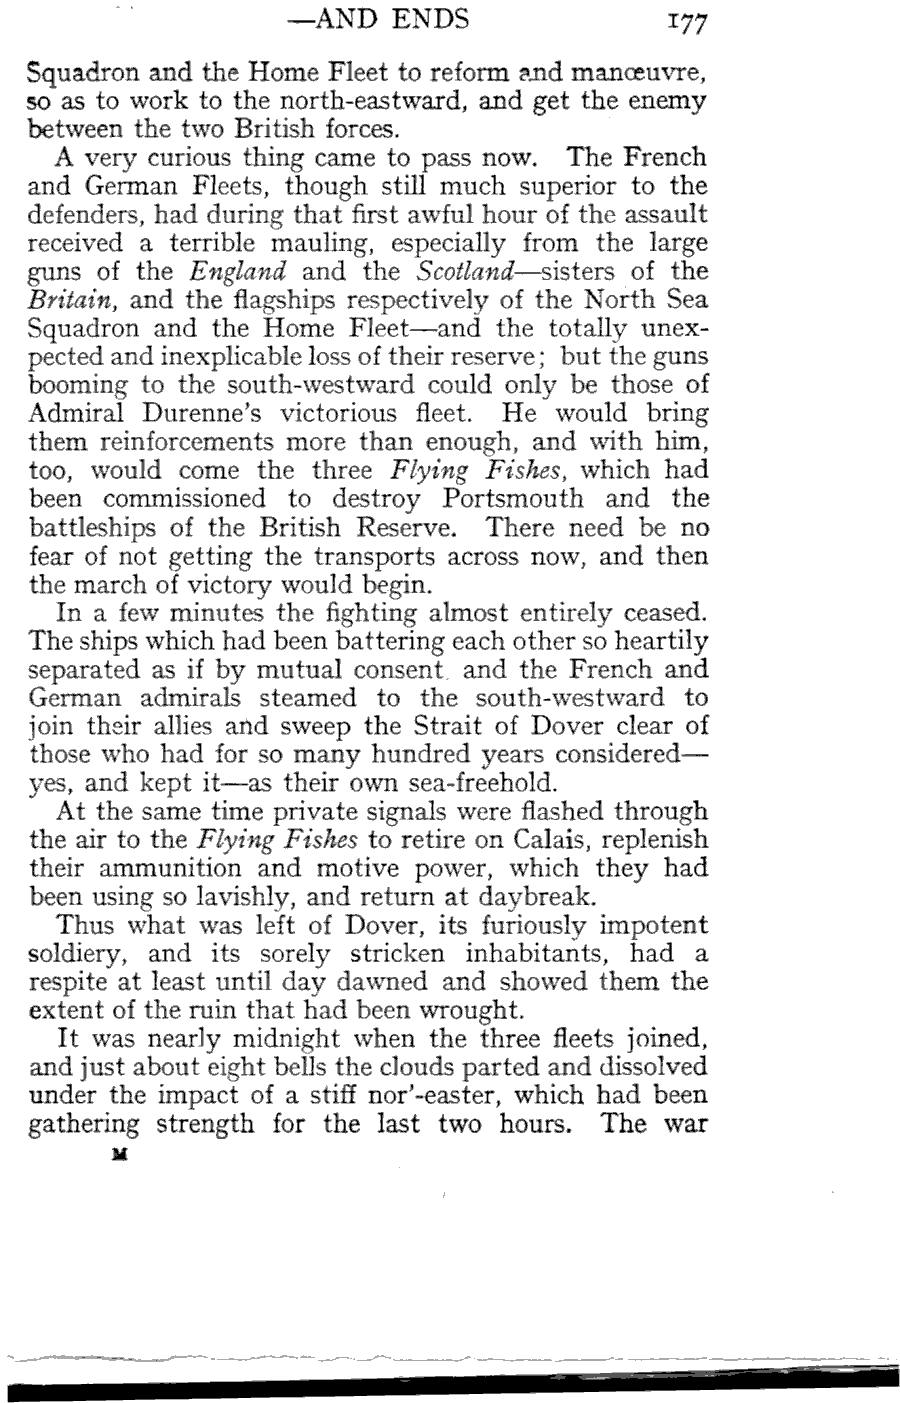 —AND ENDS 177
Squadron and the Home Fleet to reform and manœuvre,
so as to work to the north-eastward, and get the enemy
between the two British forces.
A very curious thing came to pass now. The French
and German Fleets, though still much superior to the
defenders, had during that first awful hour of the assault
received a terrible mauling, especially from the large
guns of the England and the Scotland—sisters of the
Britain, and the flagships respectively of the North Sea
Squadron and the Home Fleet—and the totally unex-
pected and inexplicable loss of their reserve; but the guns
booming to the south-westward could only be those of
Admiral Durenne's victorious fleet. He would bring
them reinforcements more than enough, and with him,
too, would come the three Flying Fishes, which had
been commissioned to destroy Portsmouth and the
battleships of the British Reserve. There need be no
fear of not getting the transports across now, and then
the march of victory would begin.
In a few minutes the fighting almost entirely ceased.
The ships which had been battering each other so heartily
separated as if by mutual consent, and the French and
German admirals steamed to the south-westward to
join their allies and sweep the Strait of Dover clear of
those who had for so many hundred years considered—
yes, and kept it—as their own sea-freehold.
At the same time private signals were flashed through
the air to the Flying Fishes to retire on Calais, replenish
their ammunition and motive power, which they had
been using so lavishly, and return at daybreak.
Thus what was left of Dover, its furiously impotent
soldiery, and its sorely stricken inhabitants, had a
respite at least until day dawned and showed them the
extent of the ruin that had been wrought.
It was nearly midnight when the three fleets joined,
and just about eight bells the clouds parted and dissolved
under the impact of a stiff nor'-easter, which had been
gathering strength for the last two hours. The war
M